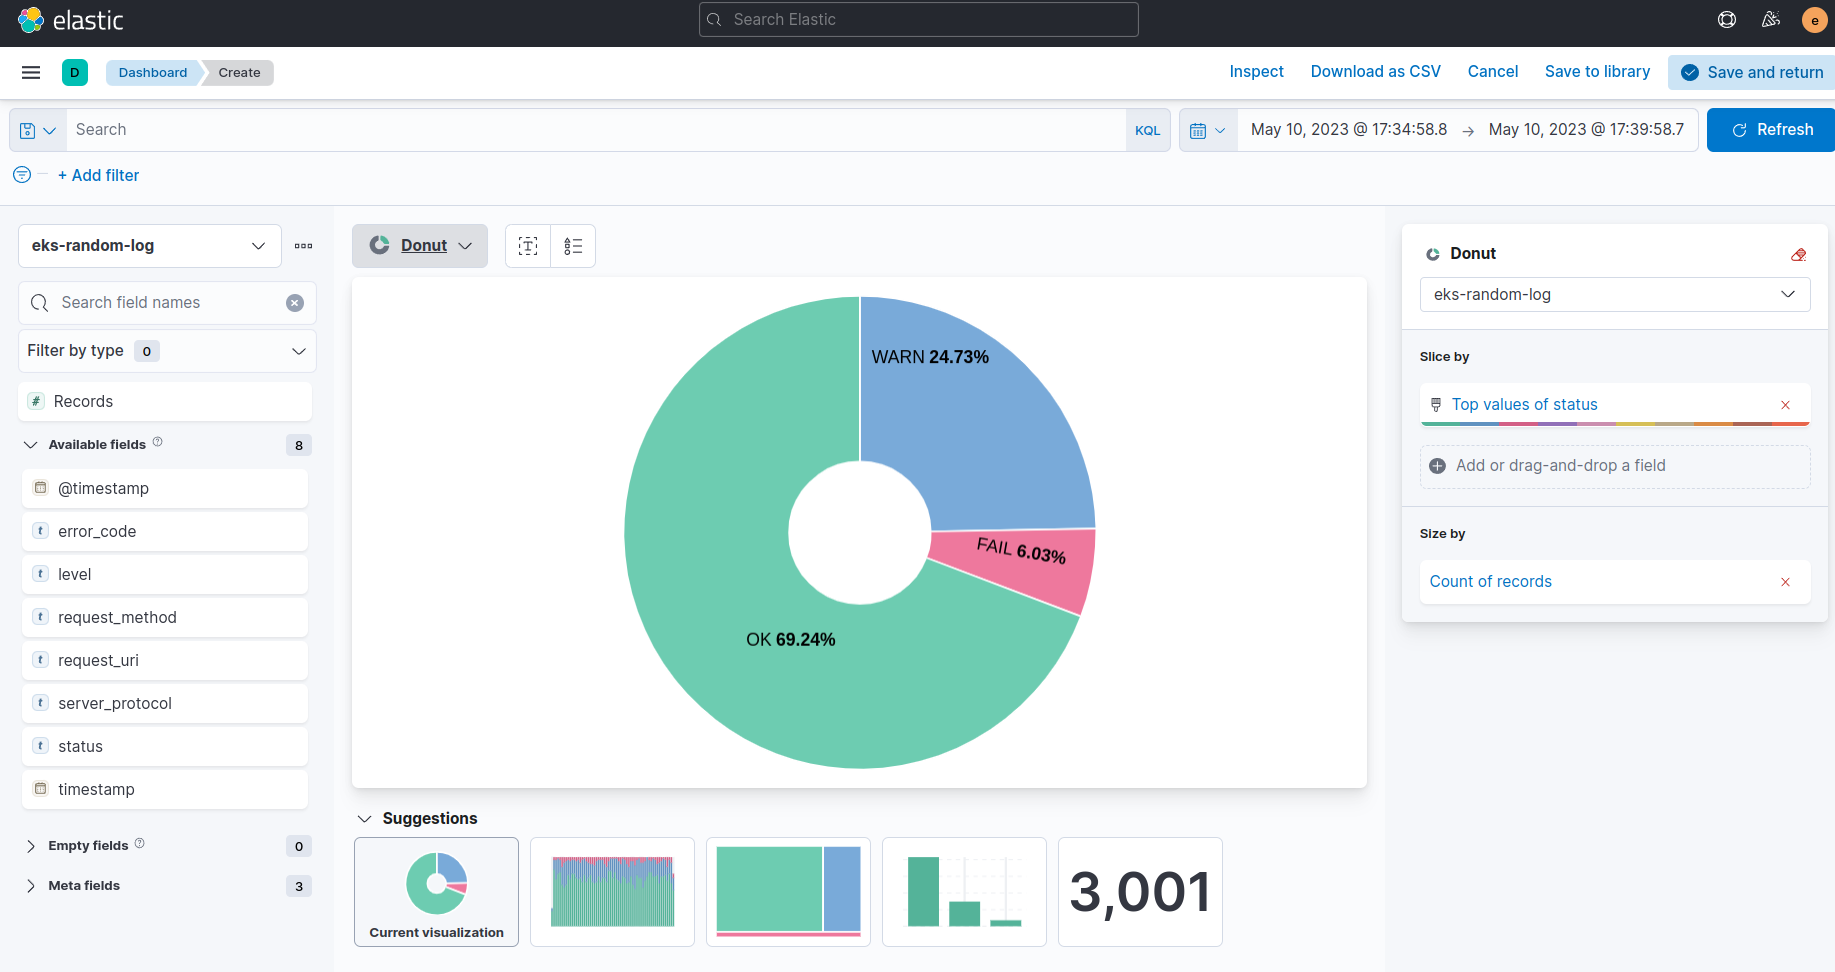 elastic
Search Elastic
e
D
Dashboard
Create
Inspect
Download as CSV
Cancel
Save to library
Save and return
Search
KQL
May 10, 2023 @ 17:34:58.8 → May 10, 2023 @ 17:39:58.7
Refresh
+ Add filter
eks-random-log
Search field names
Filter by type 0
# Records
Available fields ? 8
@timestamp
t error_code
t level
t request_method
t request_uri
t server_protocol
t status
timestamp
Empty fields ? 0
Meta fields 3
Donut
T
WARN 24.73%
FAIL 6.03%
OK 69.24%
Suggestions
Current visualization
3,001
Donut
eks-random-log
Slice by
Top values of status
Add or drag-and-drop a field
Size by
Count of records